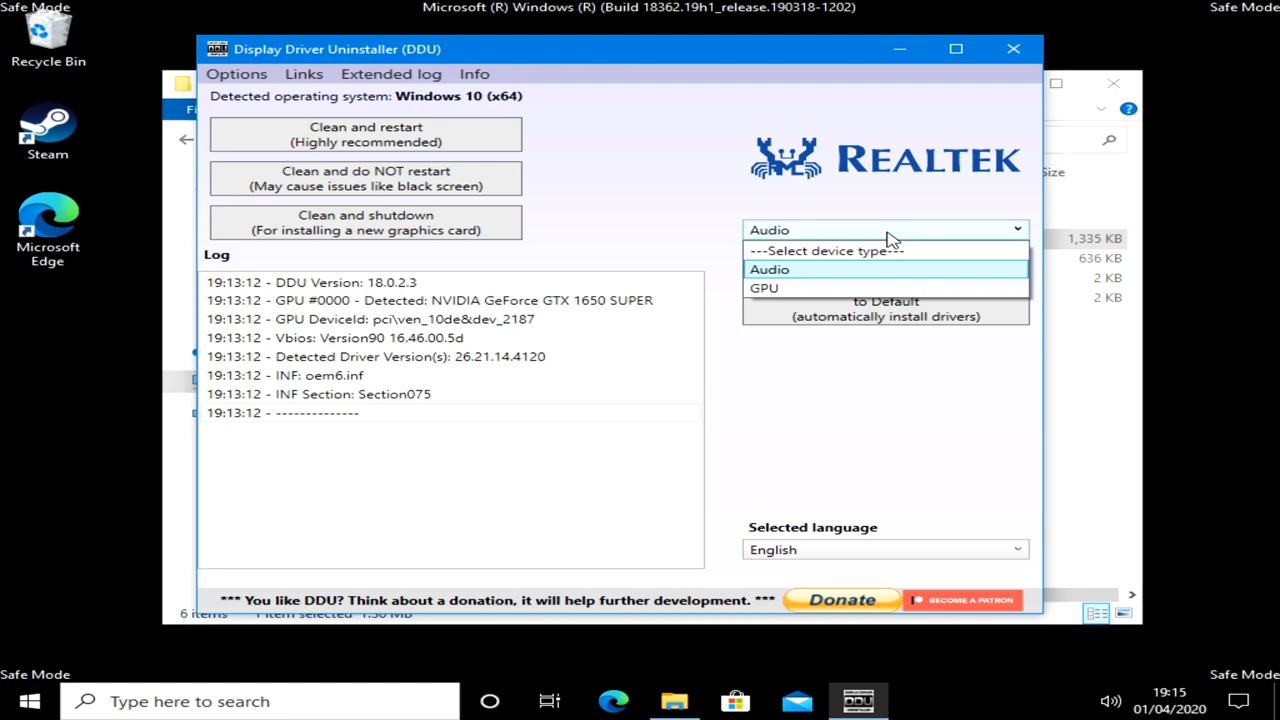 Safe Mode
Microsoft (R) Windows (R) (Build 18362.19h1_release.190318-1202)
Safe Mode
Recycle Bin
Steam
Microsoft
Edge
Display Driver Uninstaller (DDU)
Options Links Extended log Info
Detected operating system: Windows 10 (x64)
Clean and restart
(Highly recommended)
Clean and do NOT restart
(May cause issues like black screen)
Clean and shutdown
(For installing a new graphics card)
REALTEK
Audio
---Select device type---
Audio
GPU
to Default
(automatically install drivers)
Log
19:13:12 - DDU Version: 18.0.2.3
19:13:12 - GPU #0000 - Detected: NVIDIA GeForce GTX 1650 SUPER
19:13:12 - GPU DeviceId: pci\ven_10de&dev_2187
19:13:12 - Vbios: Version90 16.46.00.5d
19:13:12 - Detected Driver Version(s): 26.21.14.4120
19:13:12 - INF: oem6.inf
19:13:12 - INF Section: Section075
19:13:12 - --------------
Selected language
English
*** You like DDU? Think about a donation, it will help further development. ***
Donate
BECOME A PATRON
Size
1,335 KB
636 KB
2 KB
2 KB
6 items
Safe Mode
Safe Mode
Type here to search
19:15
01/04/2020